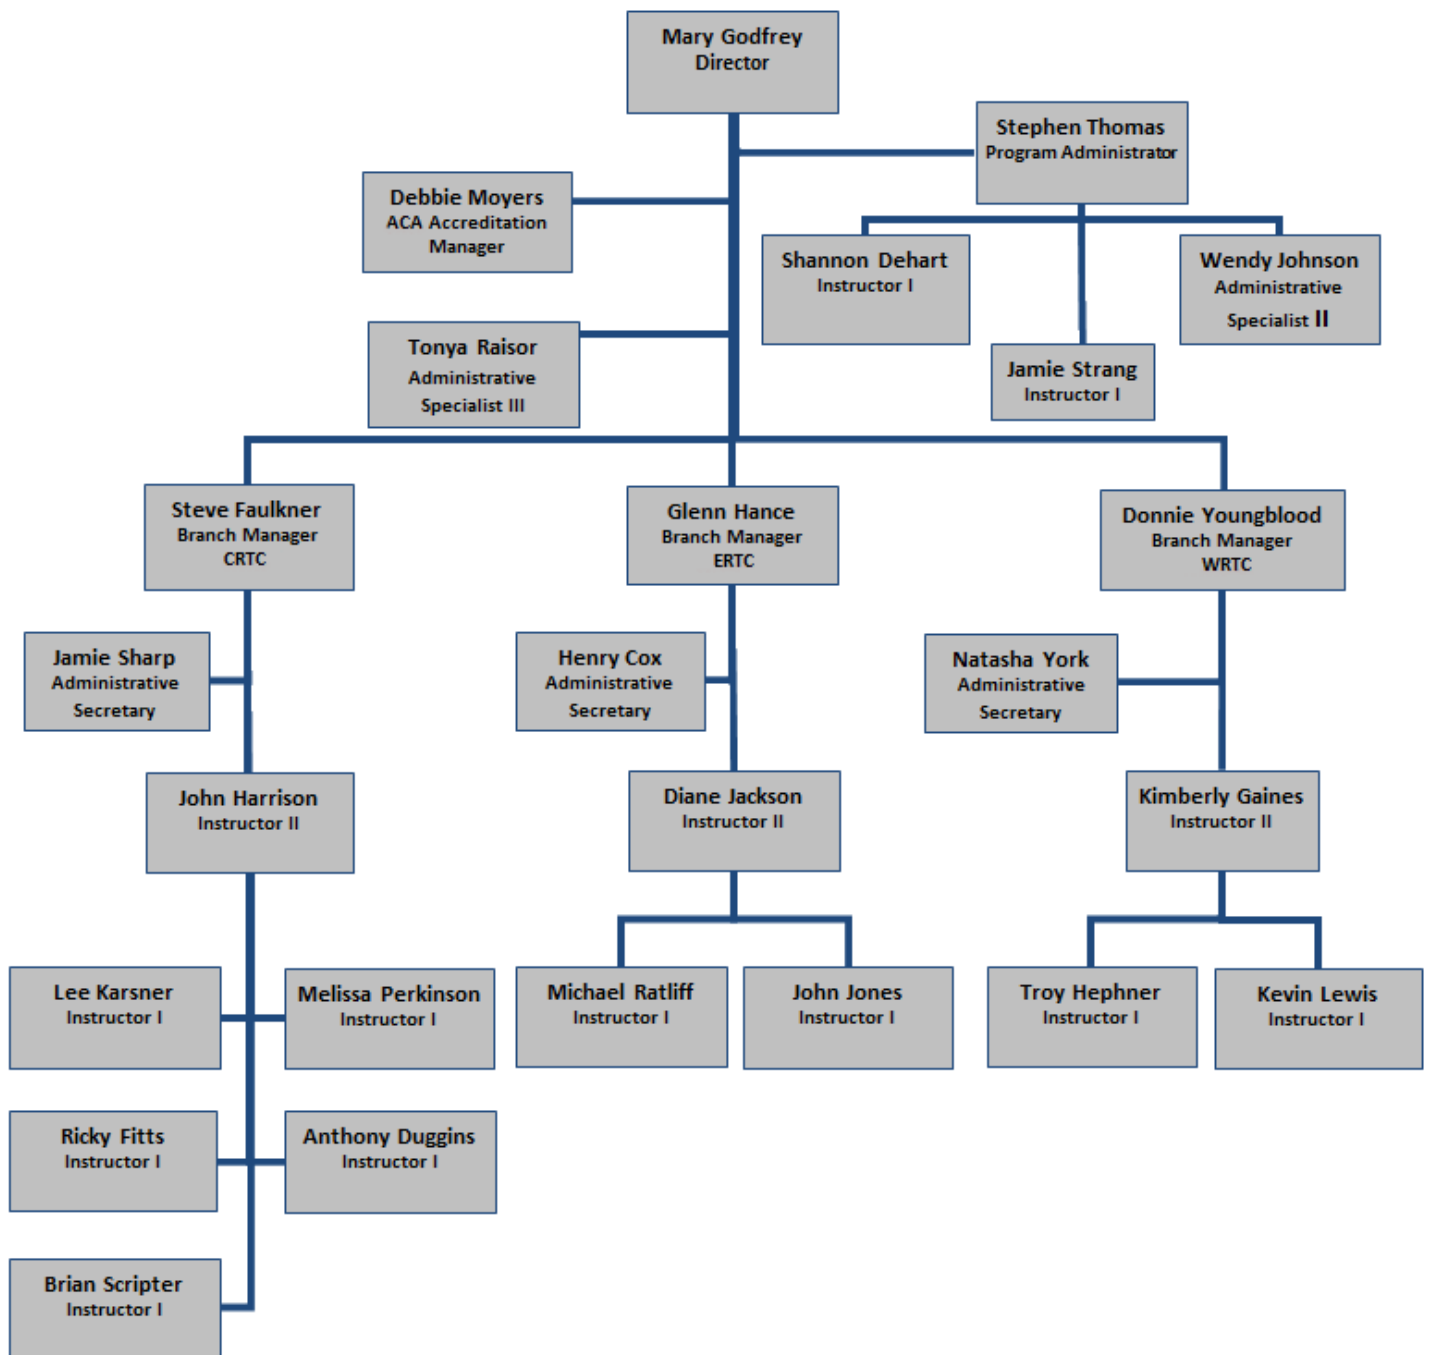 Mary Godfrey
Director
Stephen Thomas
Program Administrator
Debbie Moyers
ACA Accreditation
Manager
Shannon Dehart
Instructor I
Wendy Johnson
Administrative
Specialist II
Tonya Raisor
Administrative
Specialist III
Jamie Strang
Instructor I
Steve Faulkner
Branch Manager
CRTC
Glenn Hance
Branch Manager
ERTC
Donnie Youngblood
Branch Manager
WRTC
Jamie Sharp
Administrative
Secretary
Henry Cox
Administrative
Secretary
Natasha York
Administrative
Secretary
John Harrison
Instructor II
Diane Jackson
Instructor II
Kimberly Gaines
Instructor II
Lee Karsner
Instructor I
Melissa Perkinson
Instructor I
Michael Ratliff
Instructor I
John Jones
Instructor I
Troy Hephner
Instructor I
Kevin Lewis
Instructor I
Ricky Fitts
Instructor I
Anthony Duggins
Instructor I
Brian Scripter
Instructor I